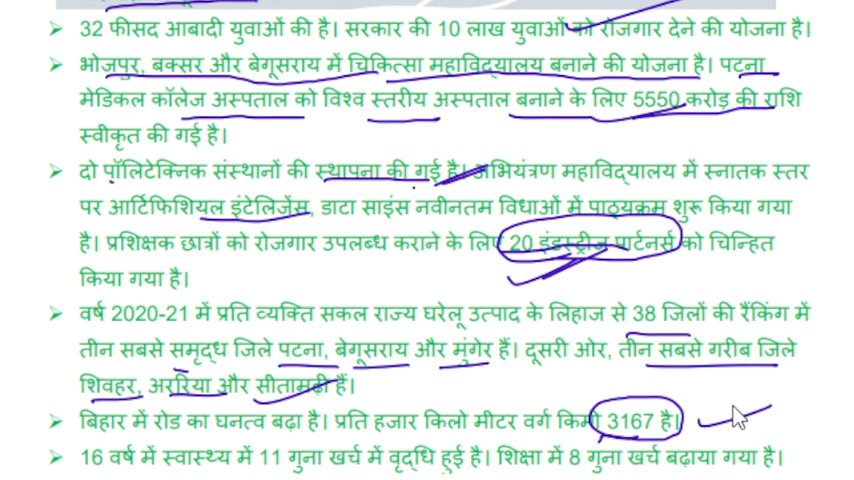 ➢ 32 फीसद आबादी युवाओं की है। सरकार की 10 लाख युवाओं को रोजगार देने की योजना है।
➢ भोजपुर, बक्सर और बेगूसराय में चिकित्सा महाविद्यालय बनाने की योजना है। पटना
मेडिकल कॉलेज अस्पताल को विश्व स्तरीय अस्पताल बनाने के लिए 5550 करोड़ की राशि
स्वीकृत की गई है।
➢ दो पॉलिटेक्निक संस्थानों की स्थापना की गई है। अभियंत्रण महाविद्यालय में स्नातक स्तर
पर आर्टिफिशियल इंटेलिजेंस, डाटा साइंस नवीनतम विधाओं में पाठ्यक्रम शुरू किया गया
है। प्रशिक्षक छात्रों को रोजगार उपलब्ध कराने के लिए 20 इंडस्ट्रीज पार्टनर्स को चिन्हित
किया गया है।
➢ वर्ष 2020-21 में प्रति व्यक्ति सकल राज्य घरेलू उत्पाद के लिहाज से 38 जिलों की रैंकिंग में
तीन सबसे समृद्ध जिले पटना, बेगूसराय और मुंगेर हैं। दूसरी ओर, तीन सबसे गरीब जिले
शिवहर, अररिया और सीतामढ़ी हैं।
➢ बिहार में रोड का घनत्व बढ़ा है। प्रति हजार किलो मीटर वर्ग किमी 3167 है।
➢ 16 वर्ष में स्वास्थ्य में 11 गुना खर्च में वृद्धि हुई है। शिक्षा में 8 गुना खर्च बढ़ाया गया है।